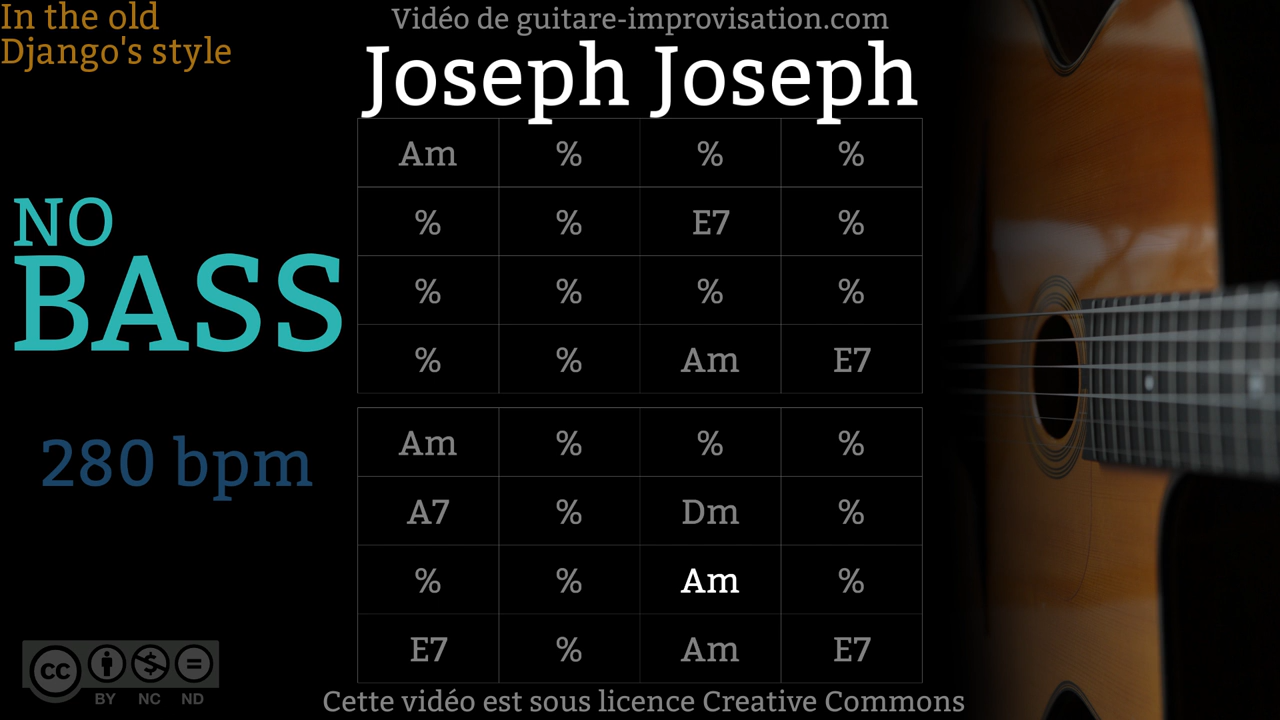 In the old
Django's style
Vidéo de guitare-improvisation.com
Joseph Joseph
NO
BASS
280 bpm
Am % % %
% % E7 %
% % % %
% % Am E7
Am % % %
A7 % Dm %
% % Am %
E7 % Am E7
cc
BY NC ND
Cette vidéo est sous licence Creative Commons